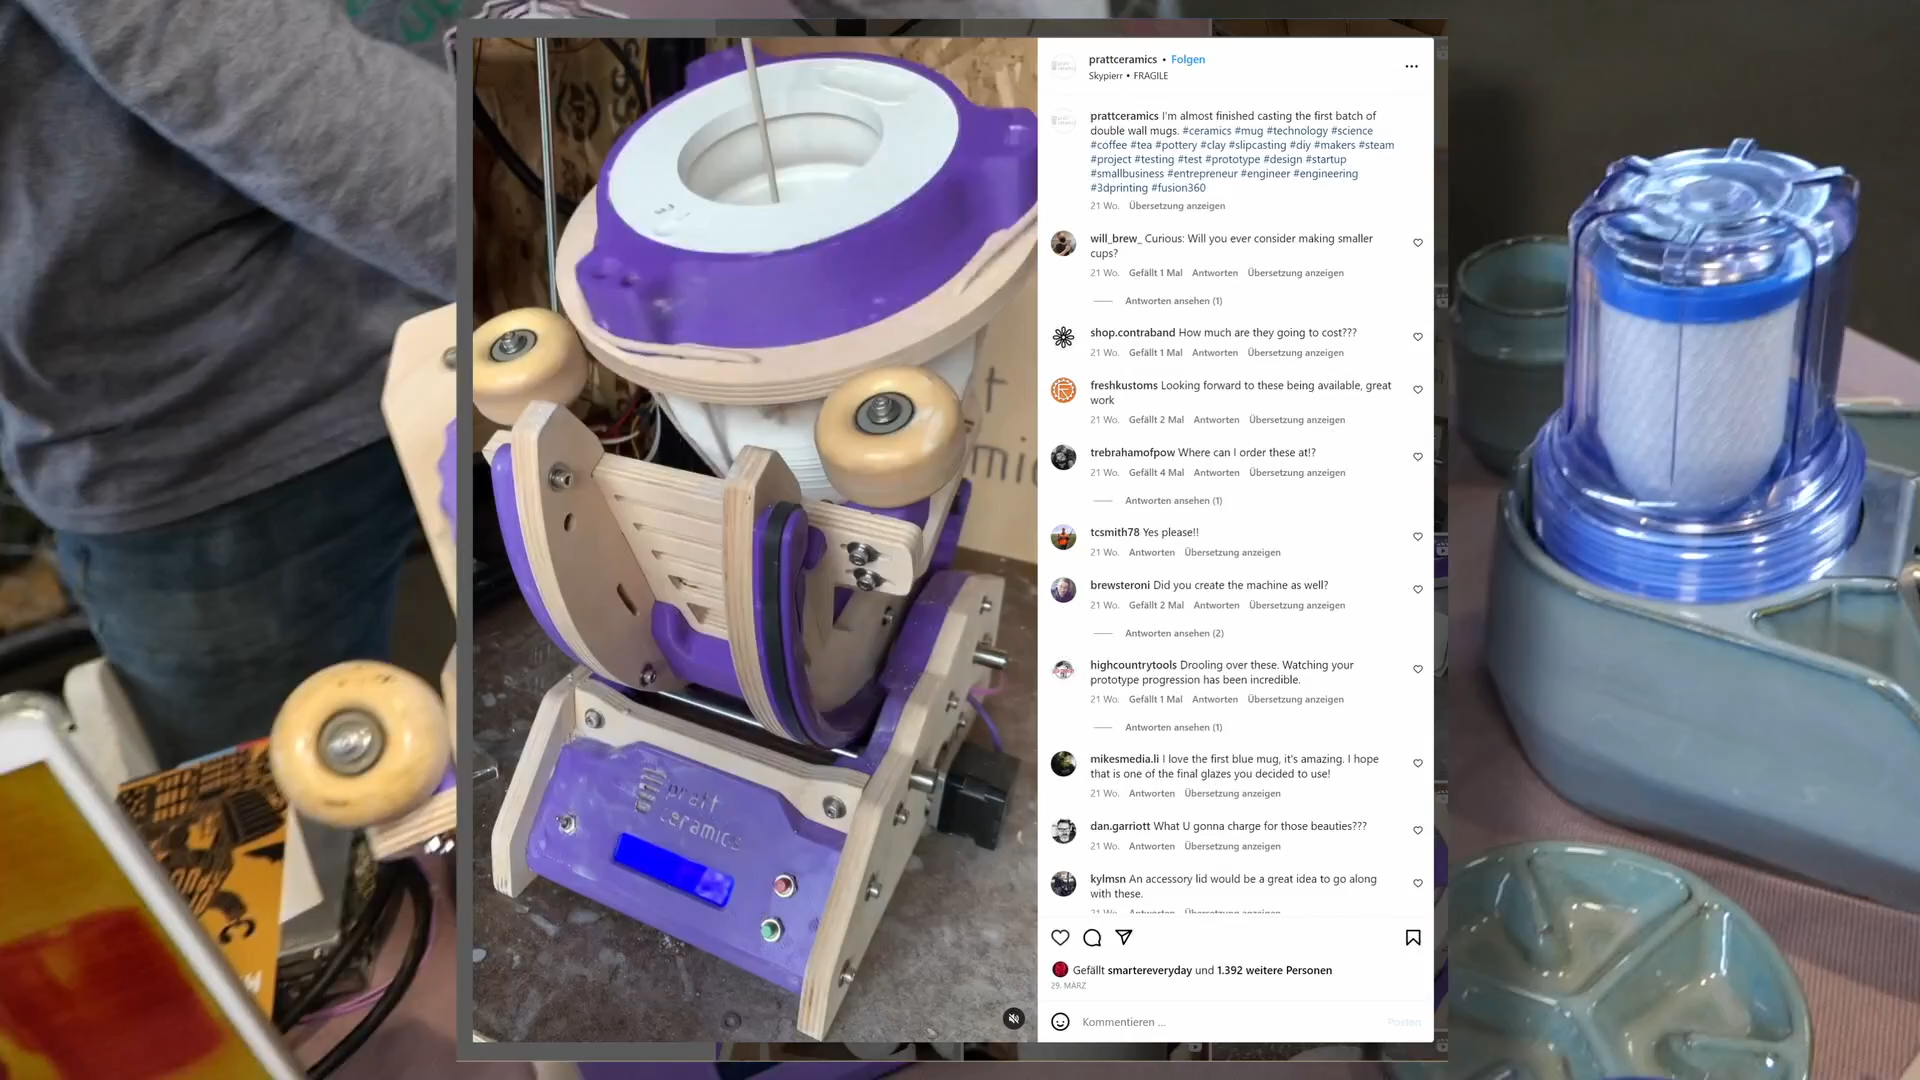 prattceramics • Folgen
Skypierr • FRAGILE
prattceramics I'm almost finished casting the first batch of
double wall mugs. #ceramics #mug #technology #science
#coffee #tea #pottery #clay #slipcasting #diy #makers #steam
#project #testing #test #prototype #design #startup
#smallbusiness #entrepreneur #engineer #engineering
#3dprinting #fusion360
21 Wo. Übersetzung anzeigen
will_brew_ Curious: Will you ever consider making smaller
cups?
21 Wo. Gefällt 1 Mal Antworten Übersetzung anzeigen
Antworten ansehen (1)
shop.contraband How much are they going to cost???
21 Wo. Gefällt 1 Mal Antworten Übersetzung anzeigen
freshkustoms Looking forward to these being available, great
work
21 Wo. Gefällt 2 Mal Antworten Übersetzung anzeigen
trebrahamofpow Where can I order these at!?
21 Wo. Gefällt 4 Mal Antworten Übersetzung anzeigen
Antworten ansehen (1)
tcsmith78 Yes please!!
21 Wo. Antworten Übersetzung anzeigen
brewsteroni Did you create the machine as well?
21 Wo. Gefällt 2 Mal Antworten Übersetzung anzeigen
Antworten ansehen (2)
highcountrytools Drooling over these. Watching your
prototype progression has been incredible.
21 Wo. Gefällt 1 Mal Antworten Übersetzung anzeigen
Antworten ansehen (1)
mikesmedia.li I love the first blue mug, it's amazing. I hope
that is one of the final glazes you decided to use!
21 Wo. Antworten Übersetzung anzeigen
dan.garriott What U gonna charge for those beauties???
21 Wo. Antworten Übersetzung anzeigen
kylmsn An accessory lid would be a great idea to go along
with these.
21 Wo. Antworten Übersetzung anzeigen
Gefällt smartereveryday und 1.392 weitere Personen
29. MÄRZ
Kommentieren ...
Posten
pratt
ceramics